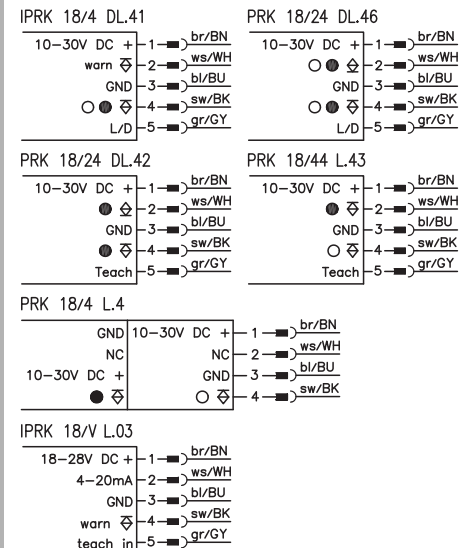 IPRK 18/4 DL.41
10–30V DC + 1 br/BN
warn 2 ws/WH
GND 3 bl/BU
4 sw/BK
L/D 5 gr/GY
PRK 18/24 DL.46
10–30V DC + 1 br/BN
2 ws/WH
GND 3 bl/BU
4 sw/BK
L/D 5 gr/GY
PRK 18/24 DL.42
10–30V DC + 1 br/BN
2 ws/WH
GND 3 bl/BU
4 sw/BK
Teach 5 gr/GY
PRK 18/44 L.43
10–30V DC + 1 br/BN
2 ws/WH
GND 3 bl/BU
4 sw/BK
Teach 5 gr/GY
PRK 18/4 L.4
GND 10–30V DC + 1 br/BN
NC NC 2 ws/WH
10–30V DC + GND 3 bl/BU
4 sw/BK
IPRK 18/V L.03
18–28V DC + 1 br/BN
4–20mA 2 ws/WH
GND 3 bl/BU
warn 4 sw/BK
teach in 5 gr/GY